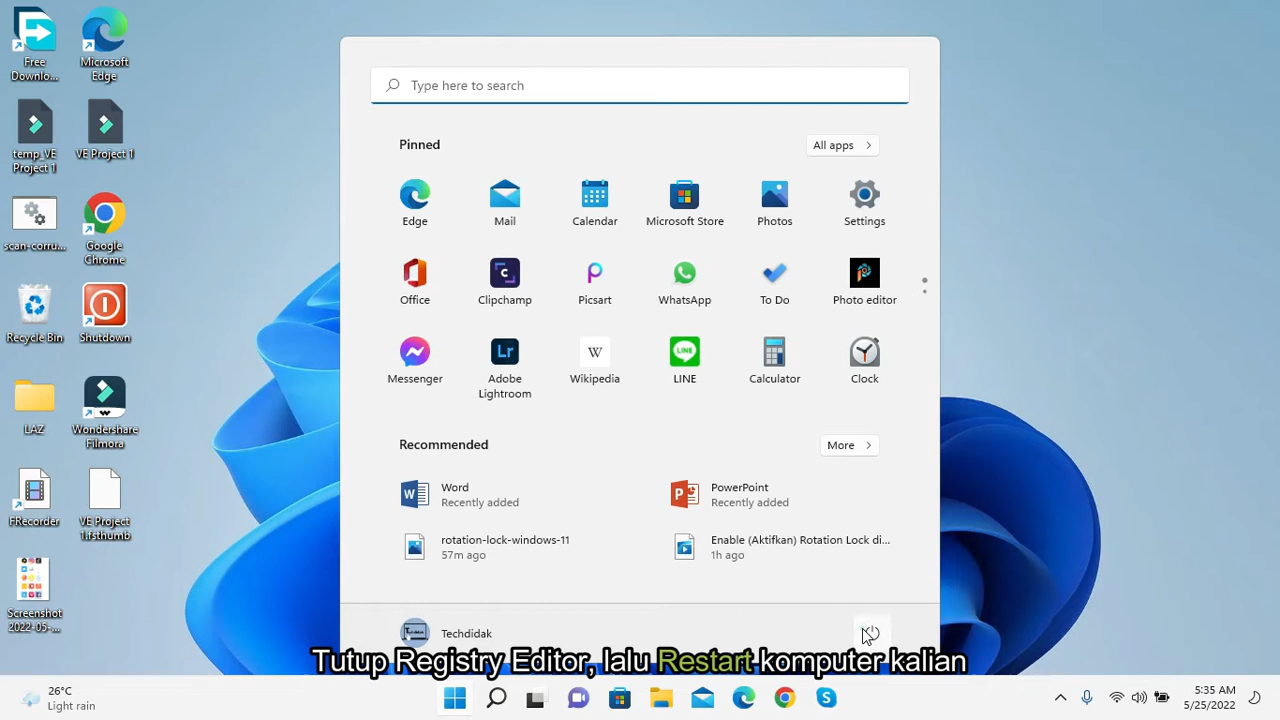 Free
Downlo...
Microsoft
Edge
temp_VE
Project 1
VE Project 1
scan-corru...
Google
Chrome
Recycle Bin
Shutdown
LAZ
Wondershare
Filmora
FRecorder
VE Project
1.fsthumb
Screenshot
2022-05-...
Type here to search
Pinned
All apps
Edge
Mail
Calendar
Microsoft Store
Photos
Settings
Office
Clipchamp
Picsart
WhatsApp
To Do
Photo editor
Messenger
Adobe
Lightroom
Wikipedia
LINE
Calculator
Clock
Recommended
More
Word
Recently added
PowerPoint
Recently added
rotation-lock-windows-11
57m ago
Enable (Aktifkan) Rotation Lock di...
1h ago
Techdidak
Tutup Registry Editor, lalu Restart komputer kalian
26°C
Light rain
5:35 AM
5/25/2022